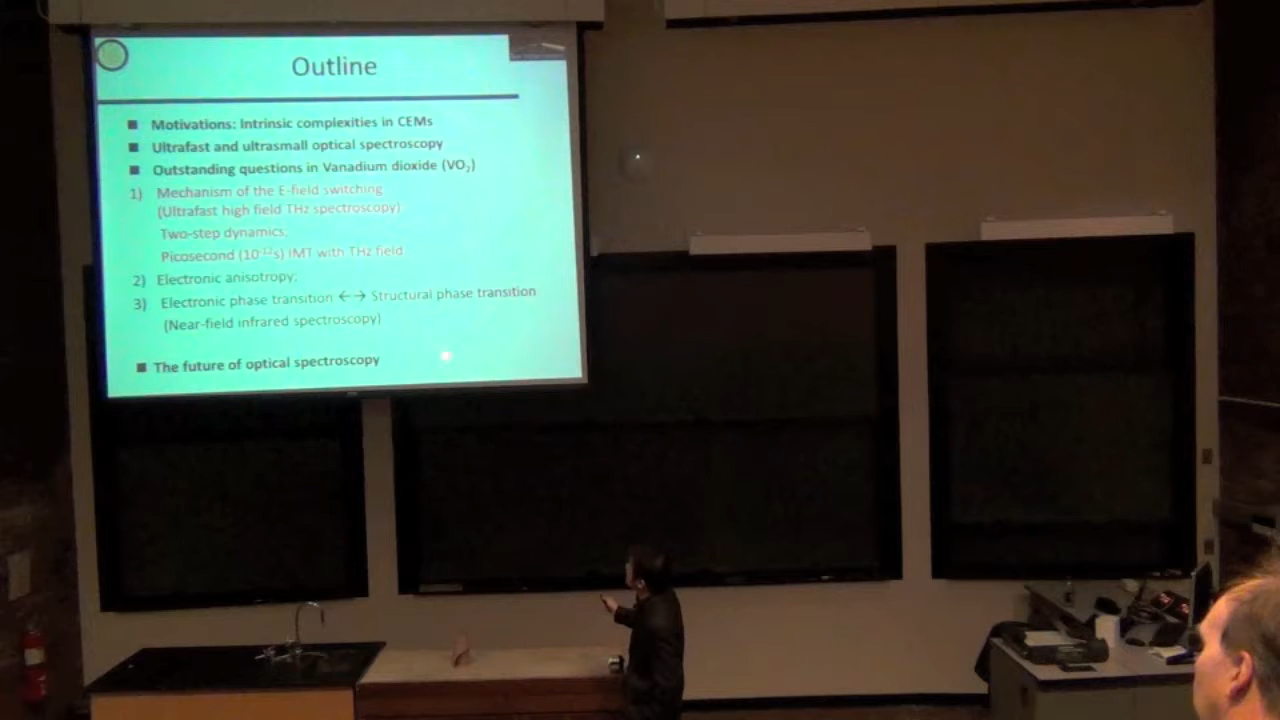 Outline
■ Motivations: Intrinsic complexities in CEMs
■ Ultrafast and ultrasmall optical spectroscopy
■ Outstanding questions in Vanadium dioxide (VO₂)
1) Mechanism of the E-field switching
(Ultrafast high field THz spectroscopy)
Two-step dynamics;
Picosecond (10⁻¹²s) IMT with THz field
2) Electronic anisotropy;
3) Electronic phase transition ←→ Structural phase transition
(Near-field infrared spectroscopy)
■ The future of optical spectroscopy